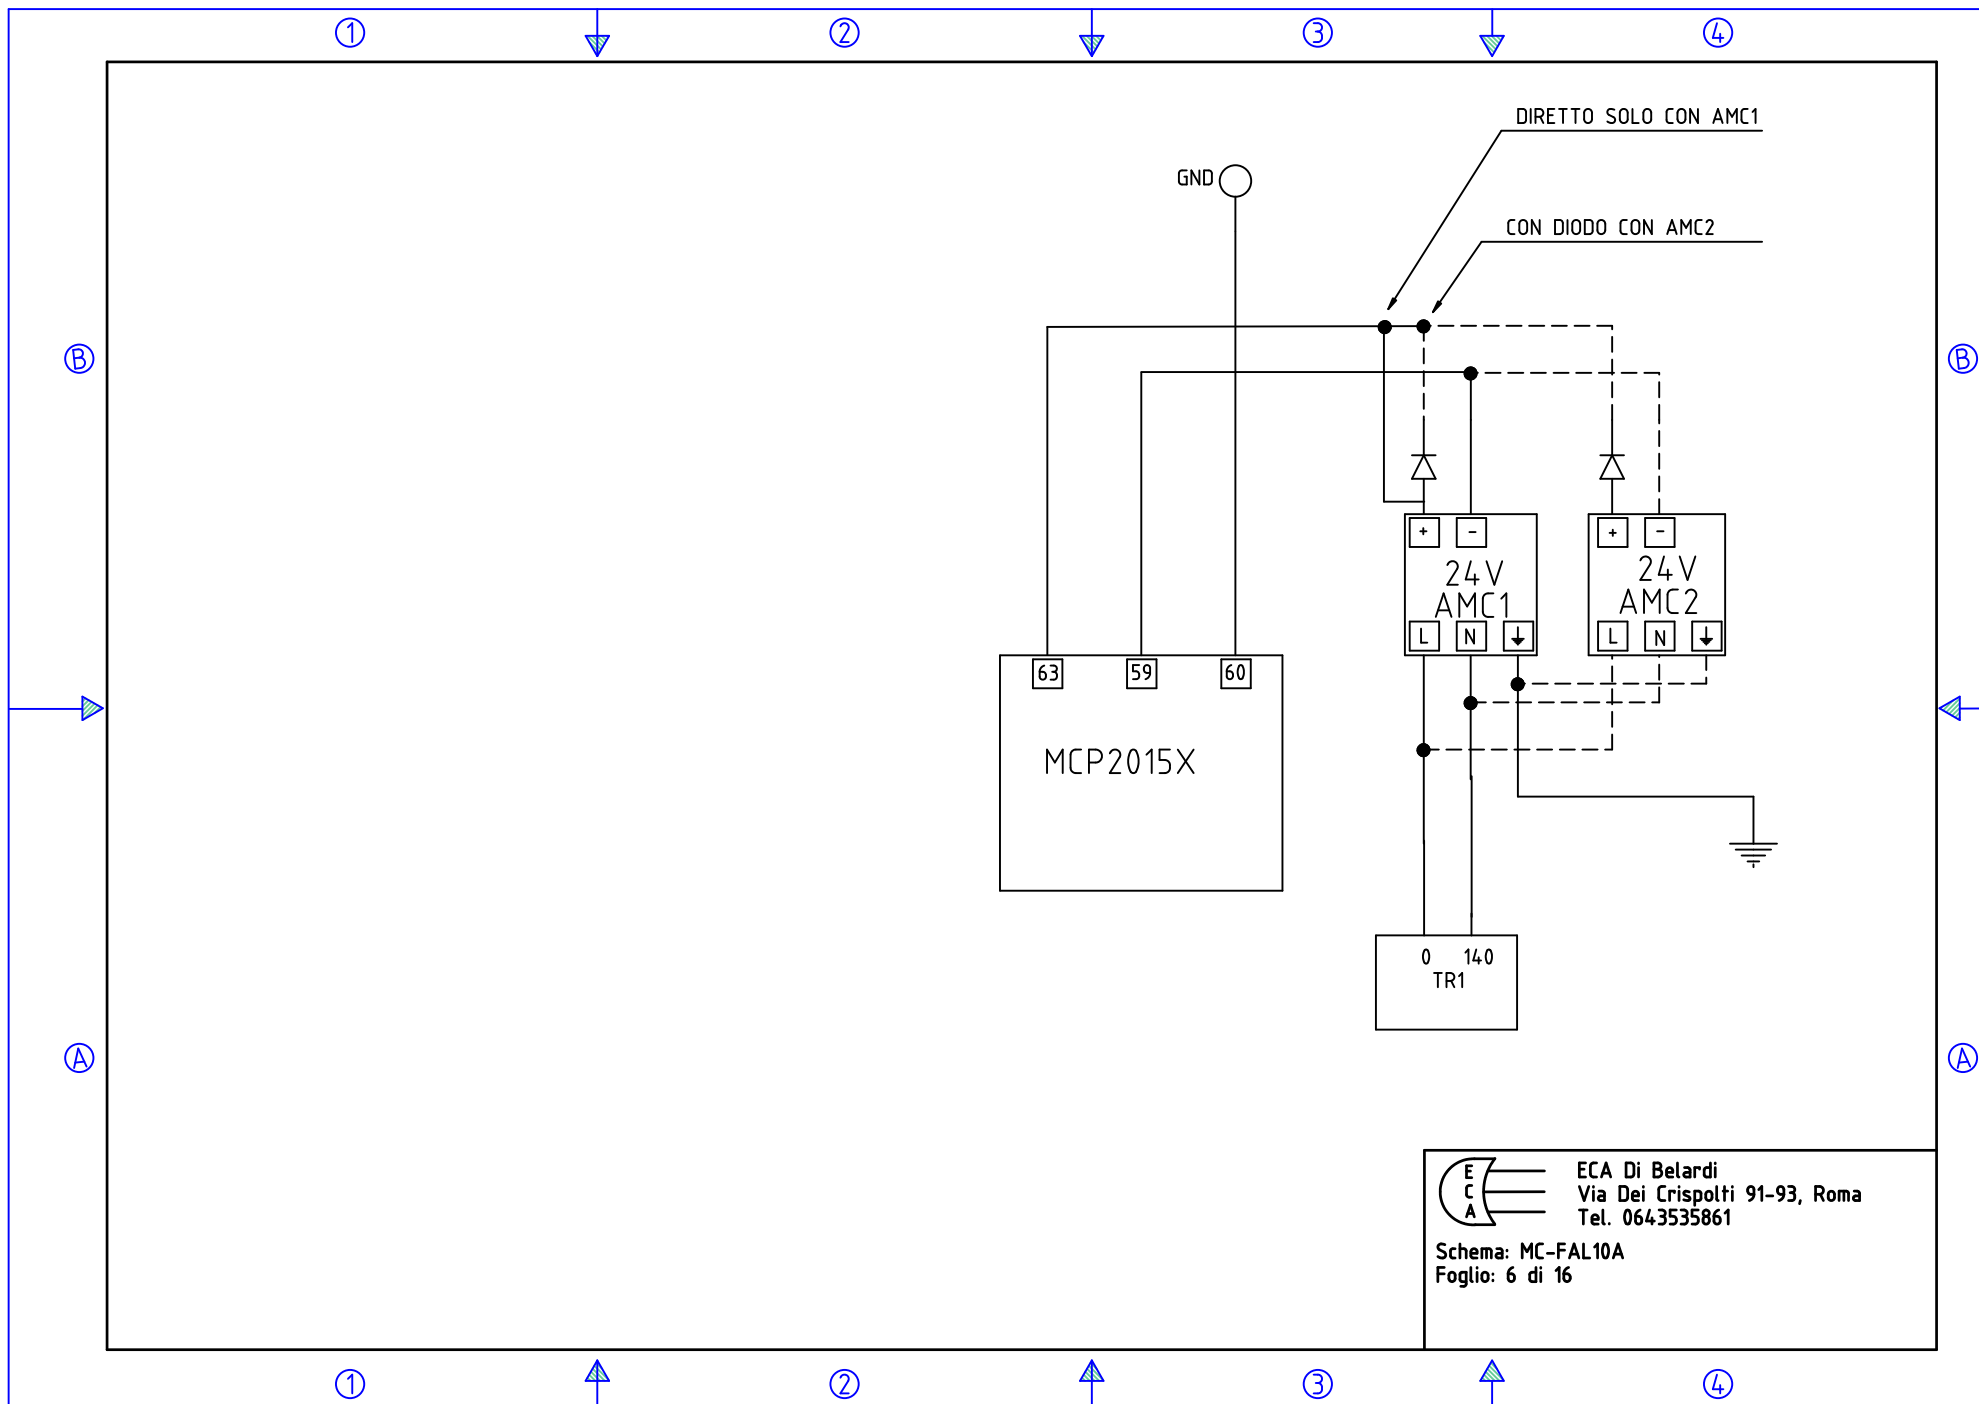 1 2 3 4
DIRETTO SOLO CON AMC1
GND
CON DIODO CON AMC2
B B
+ - + -
24V 24V
AMC1 AMC2
L N L N
63 59 60
MCP2015X
0 140
TR1
A A
E
C
A
ECA Di Belardi
Via Dei Crispolti 91-93, Roma
Tel. 0643535861
Schema: MC-FAL10A
Foglio: 6 di 16
1 2 3 4